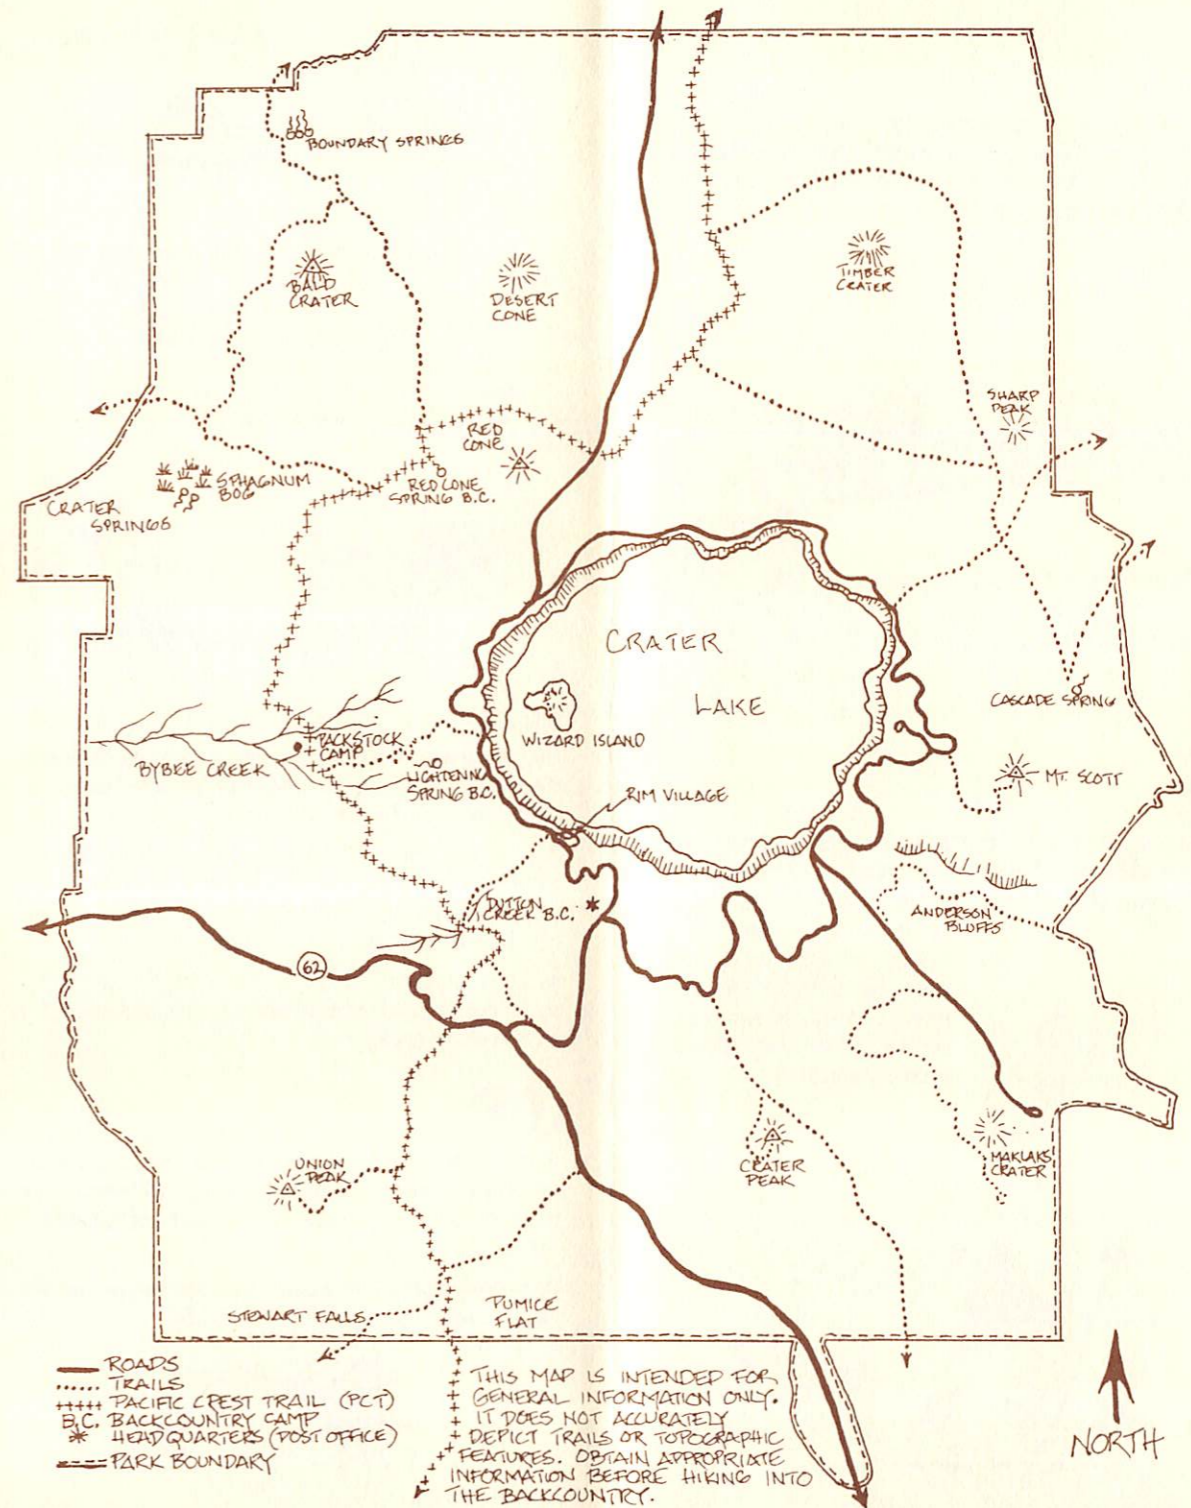 BOUNDARY SPRINGS
BALD
CRATER
DESERT
CONE
TIMBER
CRATER
SHARP
PEAK
RED
CONE
RED CONE
SPRING B.C.
SPHAGNUM
BOG
CRATER
SPRINGS
CRATER
LAKE
WIZARD ISLAND
CASCADE SPRING
PACKSTOCK
CAMP
BYBEE CREEK
LIGHTENING
SPRING B.C.
MT. SCOTT
RIM VILLAGE
DUTTON
CREEK B.C.
ANDERSON
BLUFFS
62
UNION
PEAK
CRATER
PEAK
MAKLAKS
CRATER
STEWART FALLS
PUMICE
FLAT
ROADS
TRAILS
PACIFIC CREST TRAIL (PCT)
B.C. BACKCOUNTRY CAMP
HEADQUARTERS (POST OFFICE)
PARK BOUNDARY
THIS MAP IS INTENDED FOR
GENERAL INFORMATION ONLY.
IT DOES NOT ACCURATELY
DEPICT TRAILS OR TOPOGRAPHIC
FEATURES. OBTAIN APPROPRIATE
INFORMATION BEFORE HIKING INTO
THE BACKCOUNTRY.
NORTH